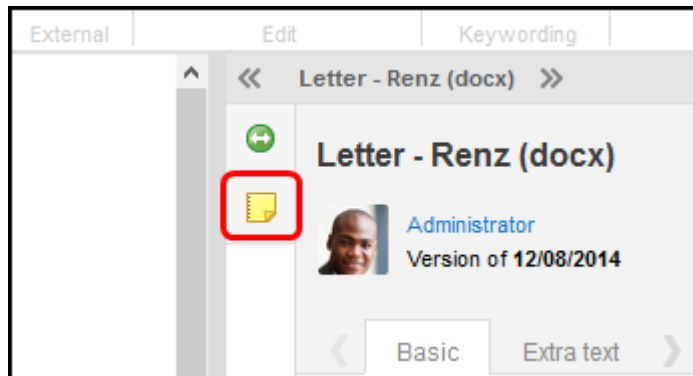 External Edit Keywording
Letter - Renz (docx)
Letter - Renz (docx)
Administrator
Version of 12/08/2014
Basic Extra text